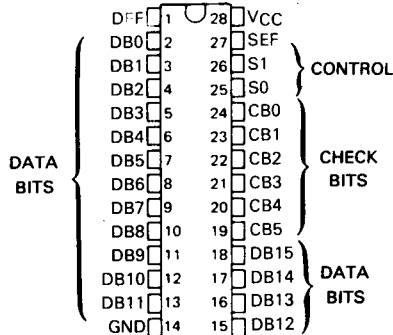 DEF 1 28 VCC
DB0 2 27 SEF
DB1 3 26 S1
DB2 4 25 S0
CONTROL
DB3 5 24 CB0
DB4 6 23 CB1
DB5 7 22 CB2
DB6 8 21 CB3
DB7 9 20 CB4
DB8 10 19 CB5
DATA
BITS
CHECK
BITS
DB9 11 18 DB15
DB10 12 17 DB14
DB11 13 16 DB13
GND 14 15 DB12
DATA
BITS